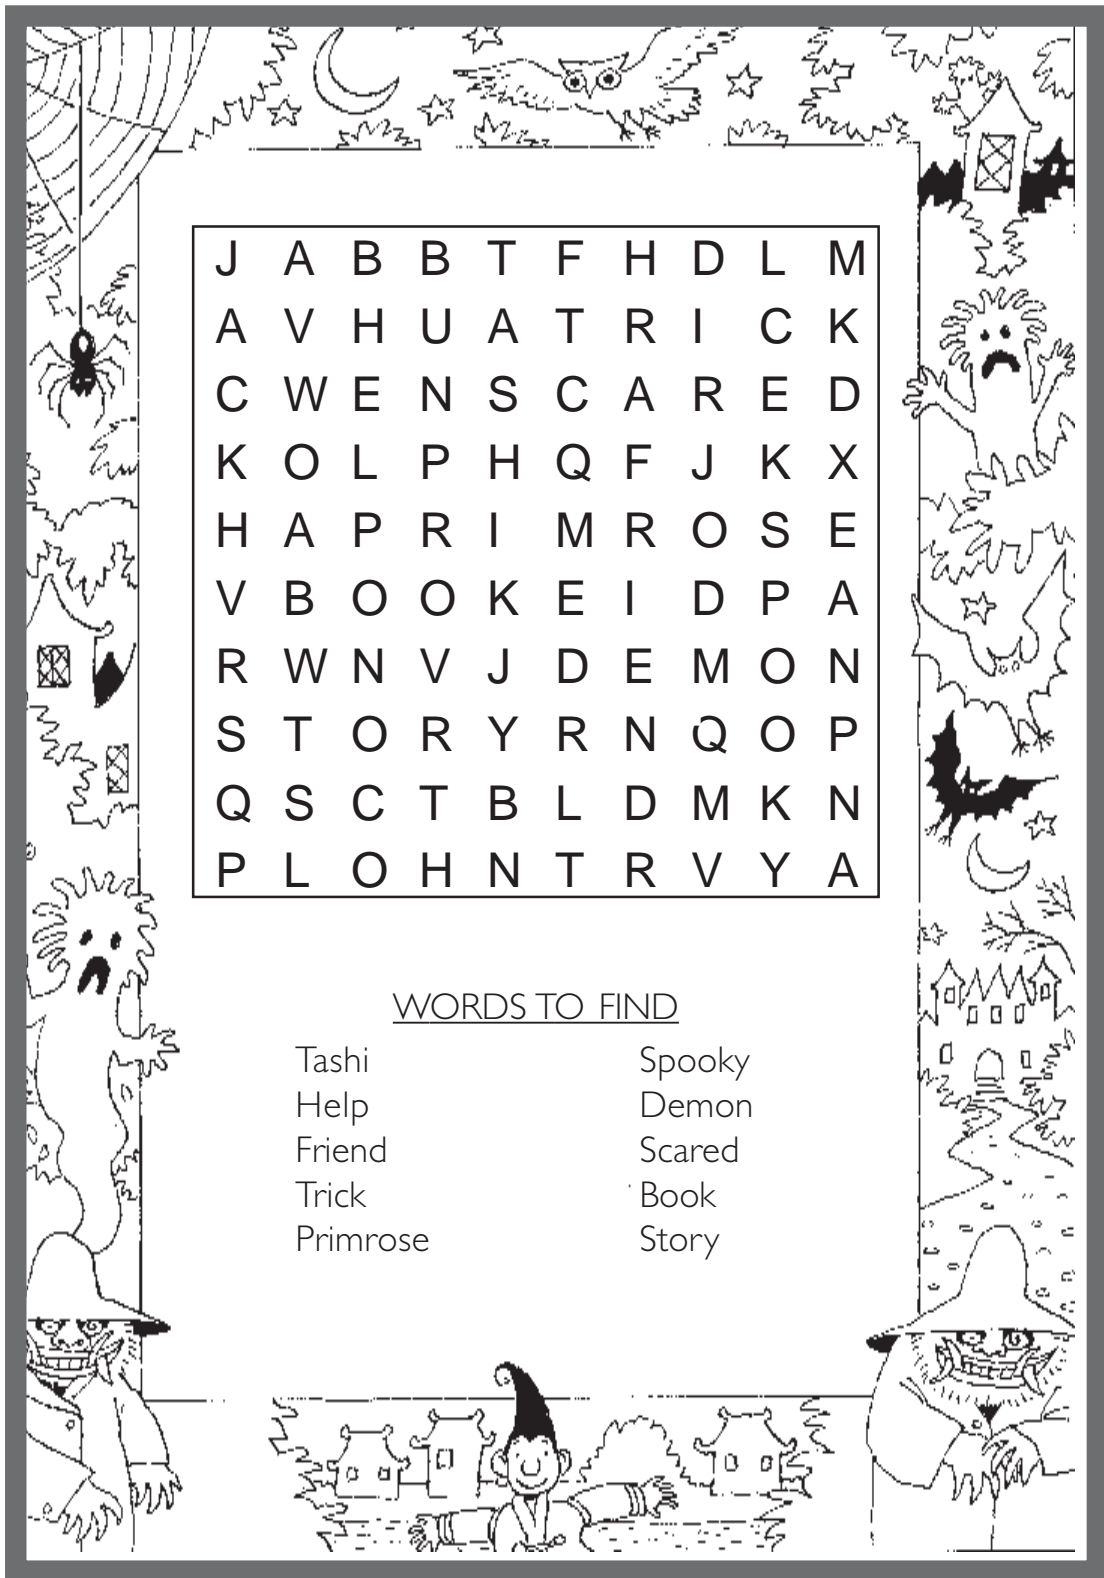 J A B B T F H D L M
A V H U A T R I C K
C W E N S C A R E D
K O L P H Q F J K X
H A P R I M R O S E
V B O O K E I D P A
R W N V J D E M O N
S T O R Y R N Q O P
Q S C T B L D M K N
P L O H N T R V Y A
WORDS TO FIND
Tashi
Help
Friend
Trick
Primrose
Spooky
Demon
Scared
Book
Story